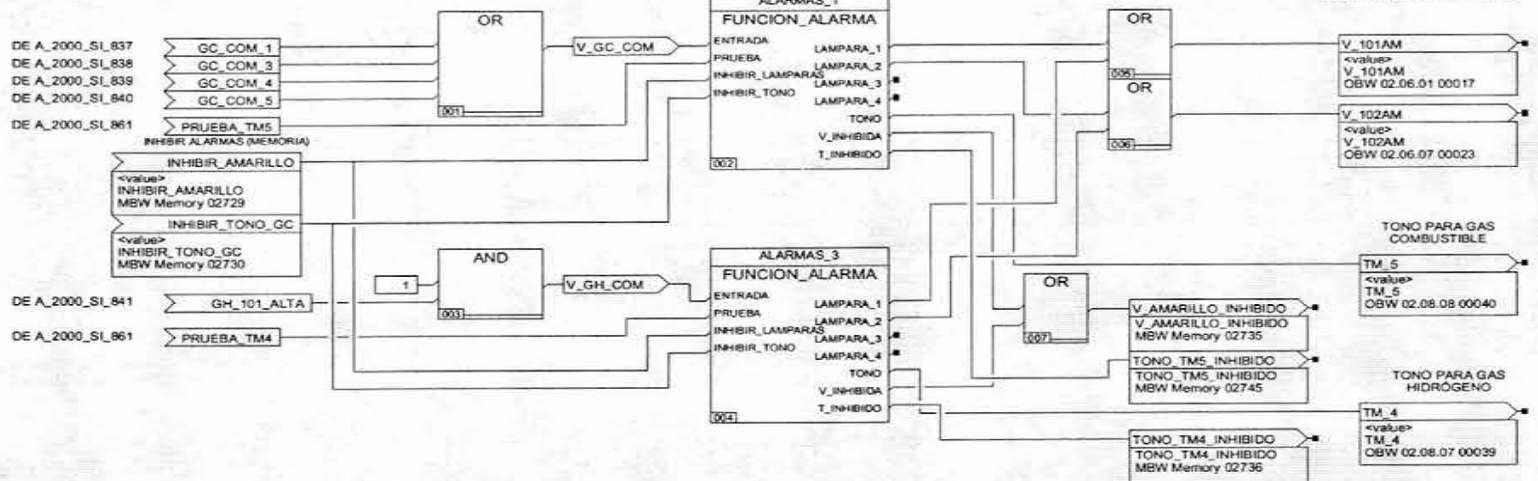 ALARMAS_1
OR
FUNCION_ALARMA
OR
DE A_2000_SI_837
GC_COM_1
V_GC_COM
ENTRADA
LAMPARA_1
V_101AM
DE A_2000_SI_838
GC_COM_3
PRUEBA
LAMPARA_2
<value>
V_101AM
OBW 02.06.01 00017
DE A_2000_SI_839
GC_COM_4
INHIBIR_LAMPARAS
LAMPARA_3
005
DE A_2000_SI_840
GC_COM_5
INHIBIR_TONO
LAMPARA_4
OR
001
TONO
V_102AM
<value>
V_102AM
OBW 02.06.07 00023
DE A_2000_SI_861
PRUEBA_TM5
V_INHIBIDA
006
INHIBIR ALARMAS (MEMORIA)
T_INHIBIDO
002
INHIBIR_AMARILLO
<value>
INHIBIR_AMARILLO
MBW Memory 02729
INHIBIR_TONO_GC
<value>
INHIBIR_TONO_GC
MBW Memory 02730
TONO PARA GAS
COMBUSTIBLE
AND
ALARMAS_3
FUNCION_ALARMA
TM_5
<value>
TM_5
OBW 02.08.08 00040
1
V_GH_COM
ENTRADA
LAMPARA_1
OR
DE A_2000_SI_841
GH_101_ALTA
003
PRUEBA
LAMPARA_2
007
V_AMARILLO_INHIBIDO
V_AMARILLO_INHIBIDO
MBW Memory 02735
DE A_2000_SI_861
PRUEBA_TM4
INHIBIR_LAMPARAS
LAMPARA_3
INHIBIR_TONO
LAMPARA_4
TONO
TONO_TM5_INHIBIDO
TONO_TM5_INHIBIDO
MBW Memory 02745
TONO PARA GAS
HIDRÓGENO
V_INHIBIDA
T_INHIBIDO
004
TM_4
<value>
TM_4
OBW 02.08.07 00039
TONO_TM4_INHIBIDO
TONO_TM4_INHIBIDO
MBW Memory 02736